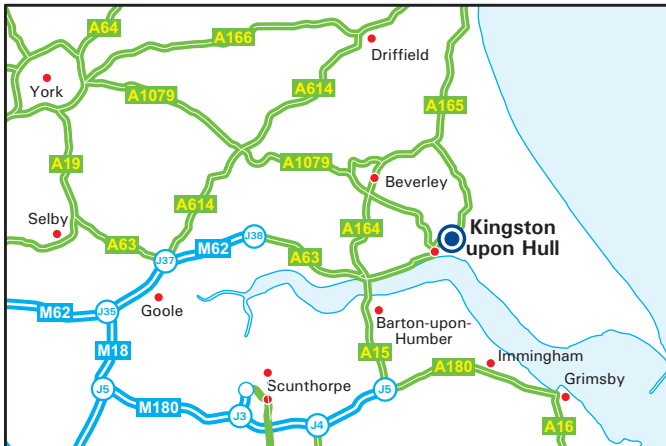 A64
A166
Driffield
York
A1079
A614
A165
A19
A1079
Beverley
A614
Selby
A63
M62
J38
A164
Kingston
upon Hull
J37
A63
M62
J35
Goole
Barton-upon-
Humber
M18
A15
A180
Immingham
Scunthorpe
J5
M180
J3
J4
J5
Grimsby
A16